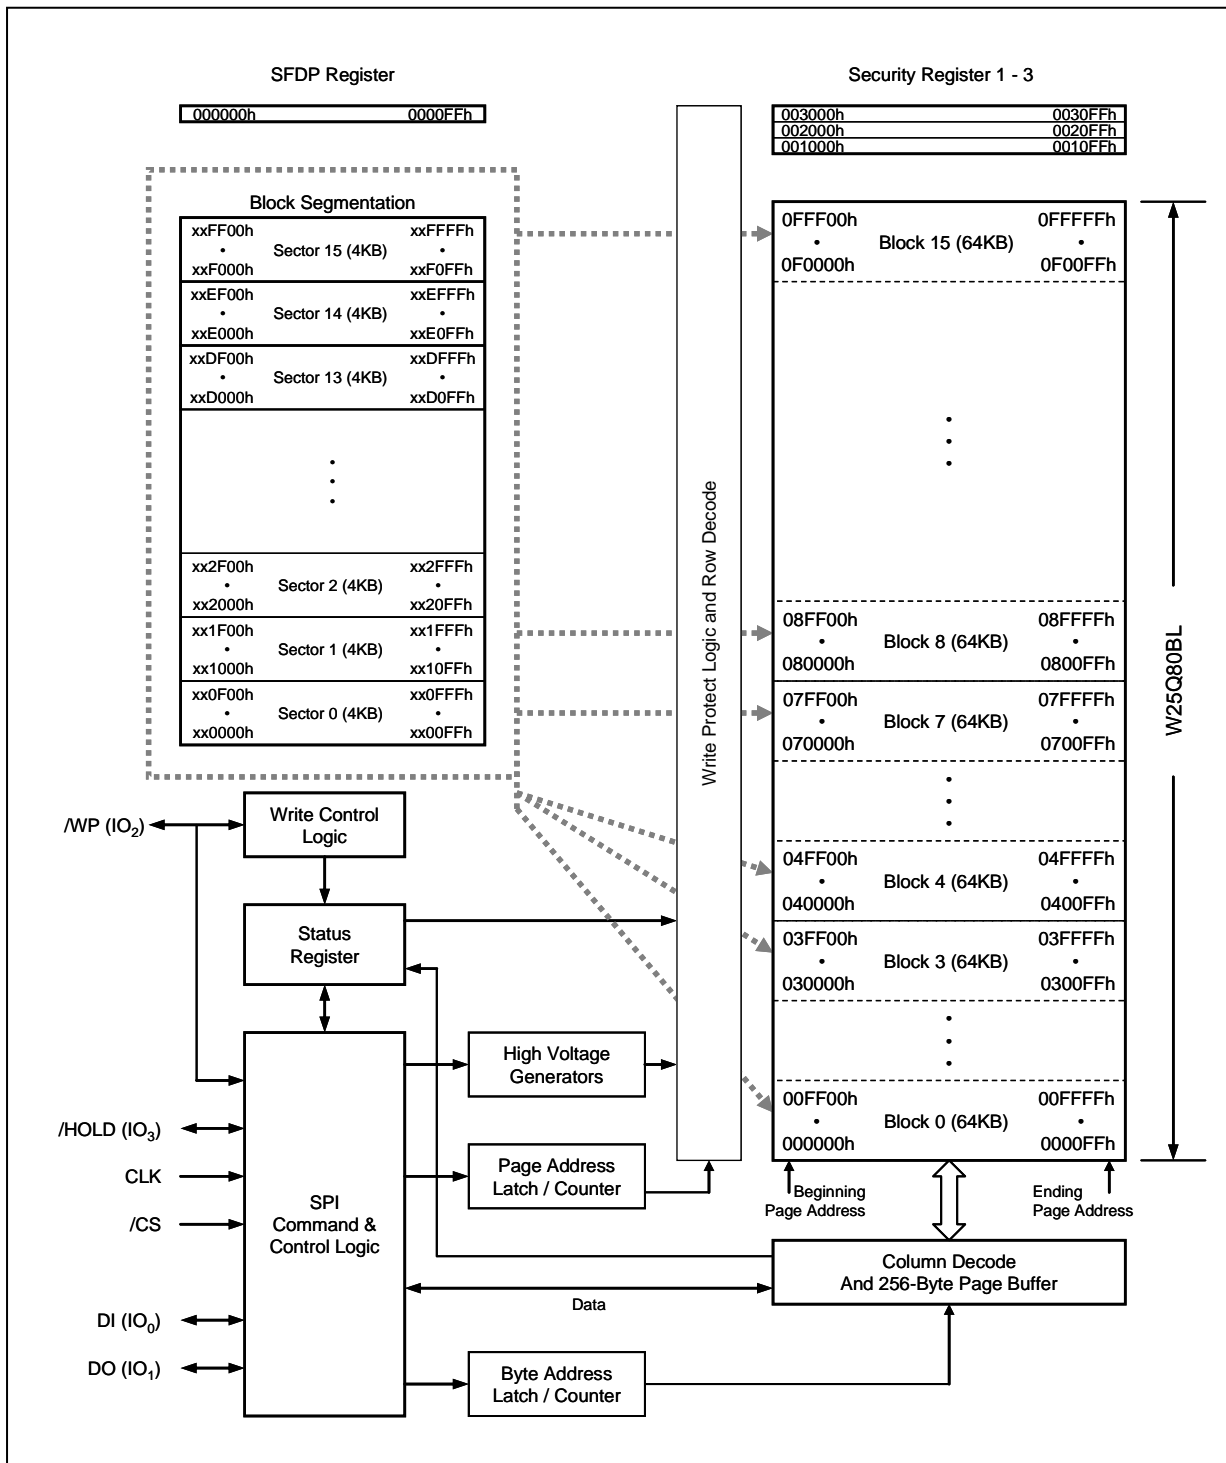 SFDP Register
000000h 0000FFh
Security Register 1 - 3
003000h 0030FFh
002000h 0020FFh
001000h 0010FFh
Block Segmentation
xxFF00h xxFFFFh
• Sector 15 (4KB) •
xxF000h xxF0FFh
xxEF00h xxEFFFh
• Sector 14 (4KB) •
xxE000h xxE0FFh
xxDF00h xxDFFFh
• Sector 13 (4KB) •
xxD000h xxD0FFh
xx2F00h xx2FFFh
• Sector 2 (4KB) •
xx2000h xx20FFh
xx1F00h xx1FFFh
• Sector 1 (4KB) •
xx1000h xx10FFh
xx0F00h xx0FFFh
• Sector 0 (4KB) •
xx0000h xx00FFh
Write Protect Logic and Row Decode
0FFF00h 0FFFFFh
• Block 15 (64KB) •
0F0000h 0F00FFh
08FF00h 08FFFFh
• Block 8 (64KB) •
080000h 0800FFh
07FF00h 07FFFFh
• Block 7 (64KB) •
070000h 0700FFh
04FF00h 04FFFFh
• Block 4 (64KB) •
040000h 0400FFh
03FF00h 03FFFFh
• Block 3 (64KB) •
030000h 0300FFh
00FF00h 00FFFFh
• Block 0 (64KB) •
000000h 0000FFh
W25Q80BL
Beginning
Page Address
Ending
Page Address
/WP (IO2)
Write Control
Logic
Status
Register
High Voltage
Generators
/HOLD (IO3)
CLK
/CS
DI (IO0)
DO (IO1)
SPI
Command &
Control Logic
Page Address
Latch / Counter
Column Decode
And 256-Byte Page Buffer
Data
Byte Address
Latch / Counter